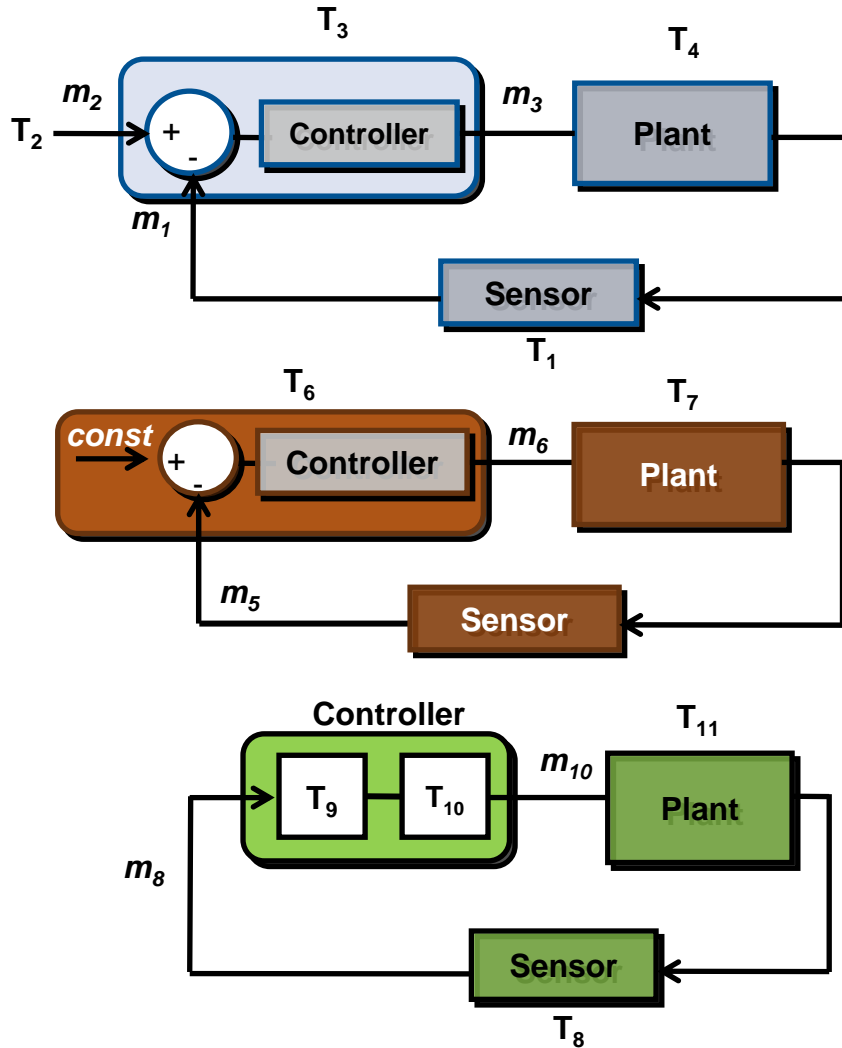 T3
T4
m2
m3
T2
+
Controller
Plant
-
m1
Sensor
T1
T6
T7
const
m6
+
Controller
Plant
-
m5
Sensor
Controller
T11
m10
T9
T10
Plant
m8
Sensor
T8